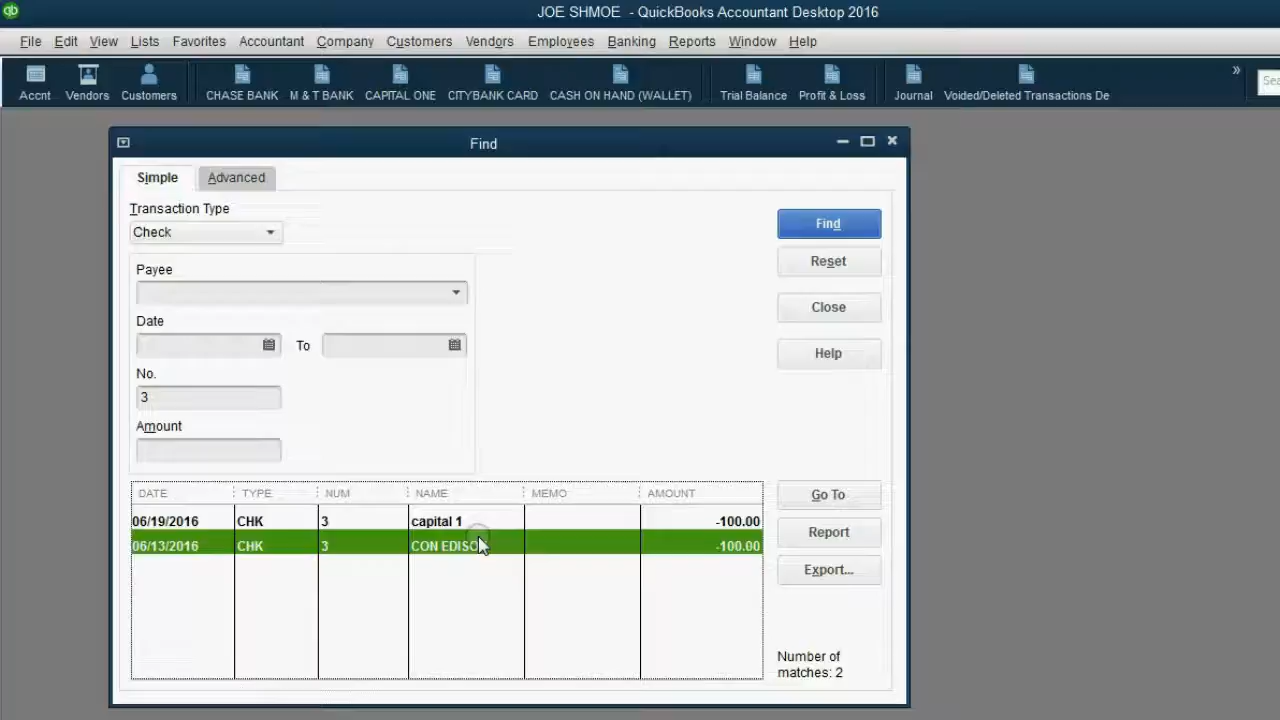 JOE SHMOE - QuickBooks Accountant Desktop 2016
File Edit View Lists Favorites Accountant Company Customers Vendors Employees Banking Reports Window Help
Accnt Vendors Customers CHASE BANK M & T BANK CAPITAL ONE CITYBANK CARD CASH ON HAND (WALLET) Trial Balance Profit & Loss Journal Voided/Deleted Transactions De » Sea
Find
Simple Advanced
Transaction Type
Check
Find
Payee
Reset
Date
Close
To
Help
No.
3
Amount
DATE TYPE NUM NAME MEMO AMOUNT
Go To
06/19/2016 CHK 3 capital 1 -100.00
06/13/2016 CHK 3 CON EDISO -100.00
Report
Export...
Number of
matches: 2